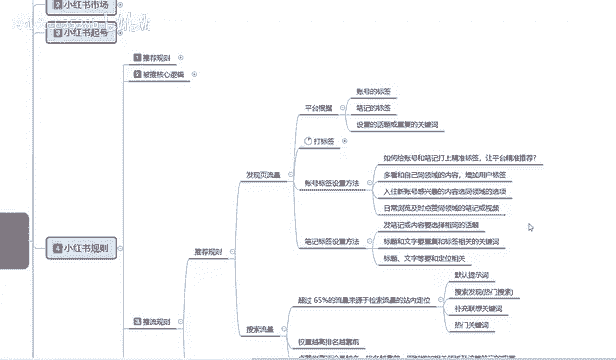 小红书市场
3 小红书起号
1 推荐规则
2 被推核心逻辑
账号的标签
平台根据
笔记的标签
设置的话题或重复的关键词
打标签
如何给账号和笔记打上精准标签，让平台精准推荐？
发现页流量
多看和自己同领域的内容，增加用户标签
账号标签设置方法
入住新账号感兴趣的内容选同领域的选项
日常浏览及时点赞同领域的笔记或视频
发笔记或内容要选择相同的话题
4 小红书规则
推荐规则
笔记标签设置方法
标题和文字要重复和标签相关的关键词
标题、文字等要和定位相关
默认提示词
超过 65%的流量来源于检索流量的站内定位
搜索发现(热门搜索)
3 推流规则
补充联想关键词
搜索流量
热门关键词
权重越高排名越靠前